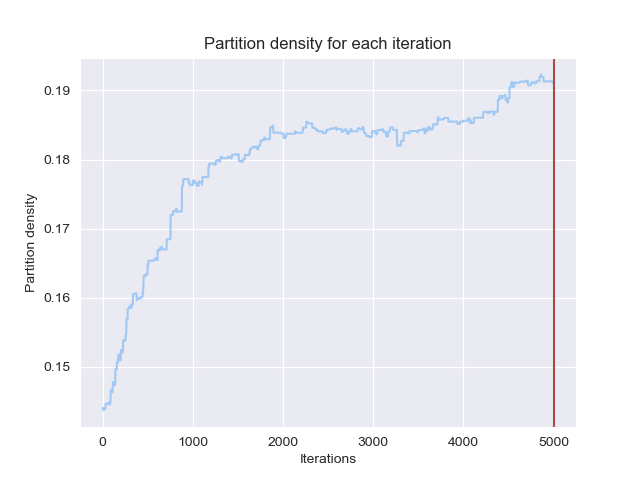 Partition density for each iteration
0.19
0.18
0.17
0.16
0.15
Partition density
0 1000 2000 3000 4000 5000
Iterations